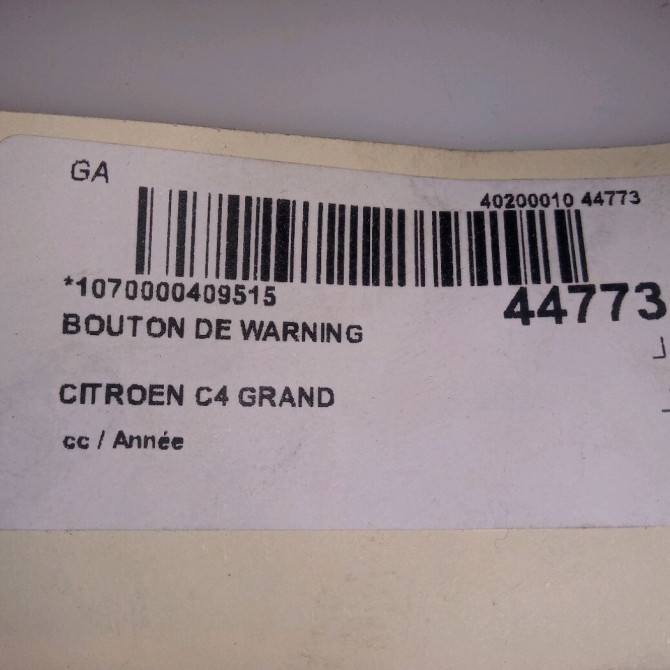 GA
40200010 44773
*1070000409515
44773
BOUTON DE WARNING
CITROEN C4 GRAND
cc / Année